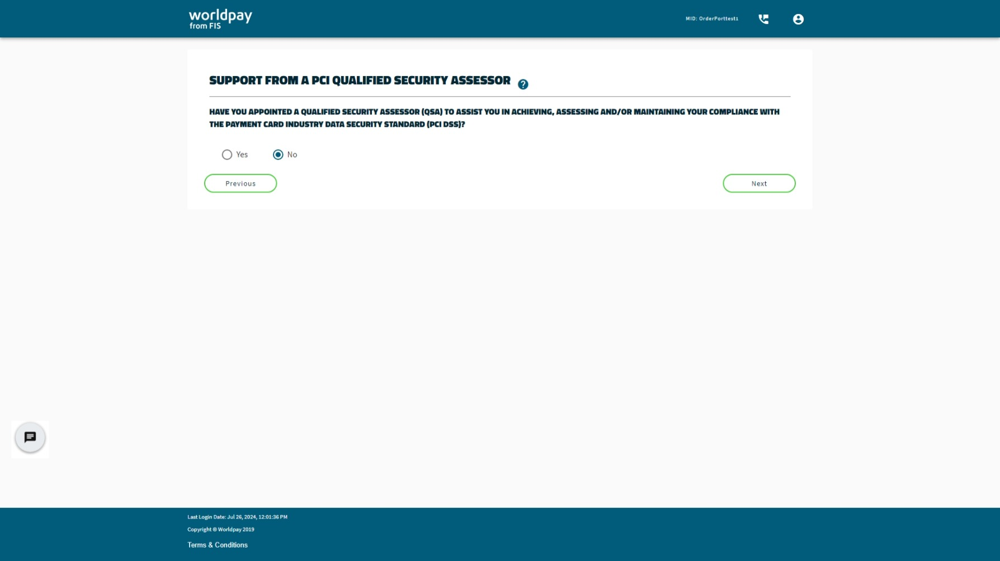 worldpay
from FIS
MID: OrderPorttest1
SUPPORT FROM A PCI QUALIFIED SECURITY ASSESSOR ?
HAVE YOU APPOINTED A QUALIFIED SECURITY ASSESSOR (QSA) TO ASSIST YOU IN ACHIEVING, ASSESSING AND/OR MAINTAINING YOUR COMPLIANCE WITH
THE PAYMENT CARD INDUSTRY DATA SECURITY STANDARD (PCI DSS)?
Yes No
Previous Next
Last Login Date: Jul 26, 2024, 12:01:36 PM
Copyright © Worldpay 2019
Terms & Conditions